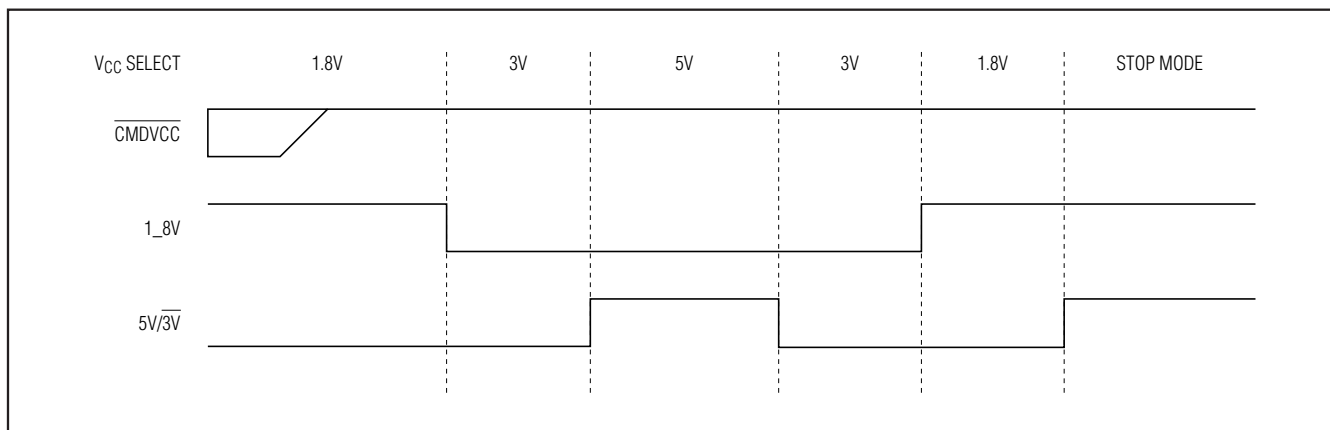 VCC SELECT 1.8V 3V 5V 3V 1.8V STOP MODE
CMDVCC
1_8V
5V/3V